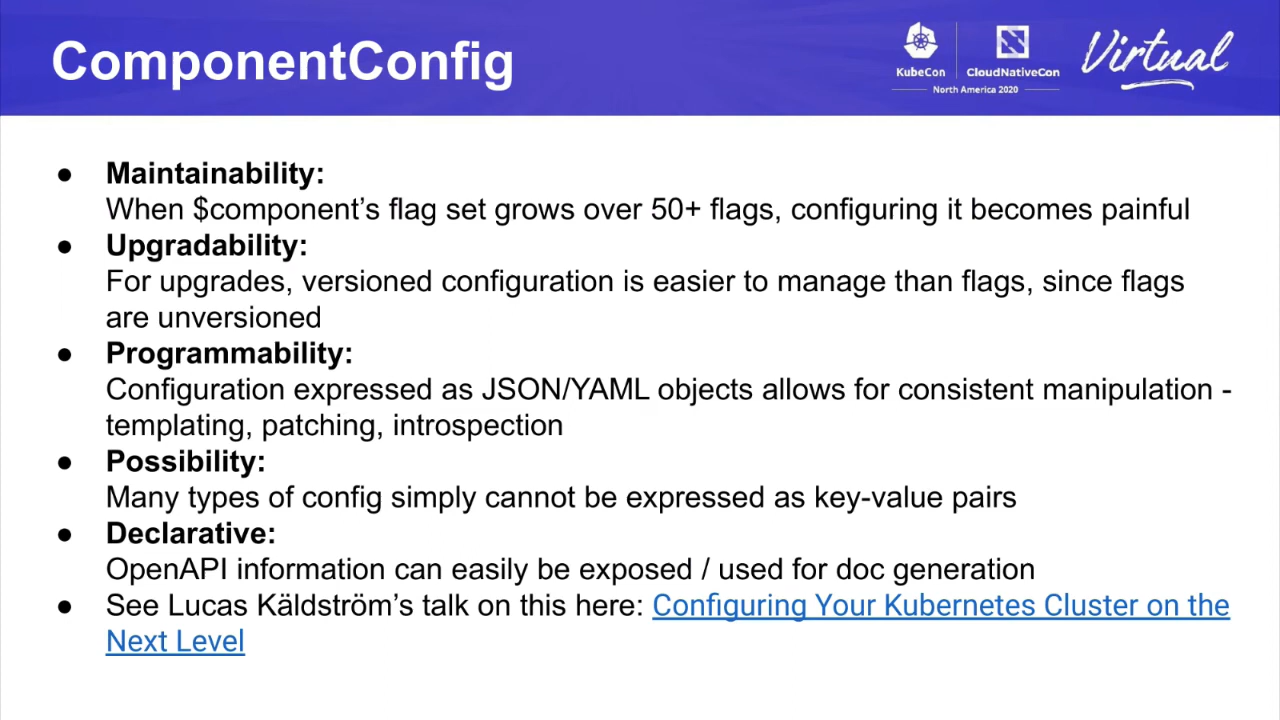 ComponentConfig
KubeCon
CloudNativeCon
North America 2020
Virtual
● Maintainability:
When $component's flag set grows over 50+ flags, configuring it becomes painful
● Upgradability:
For upgrades, versioned configuration is easier to manage than flags, since flags
are unversioned
● Programmability:
Configuration expressed as JSON/YAML objects allows for consistent manipulation -
templating, patching, introspection
● Possibility:
Many types of config simply cannot be expressed as key-value pairs
● Declarative:
OpenAPI information can easily be exposed / used for doc generation
● See Lucas Käldström's talk on this here: Configuring Your Kubernetes Cluster on the
Next Level